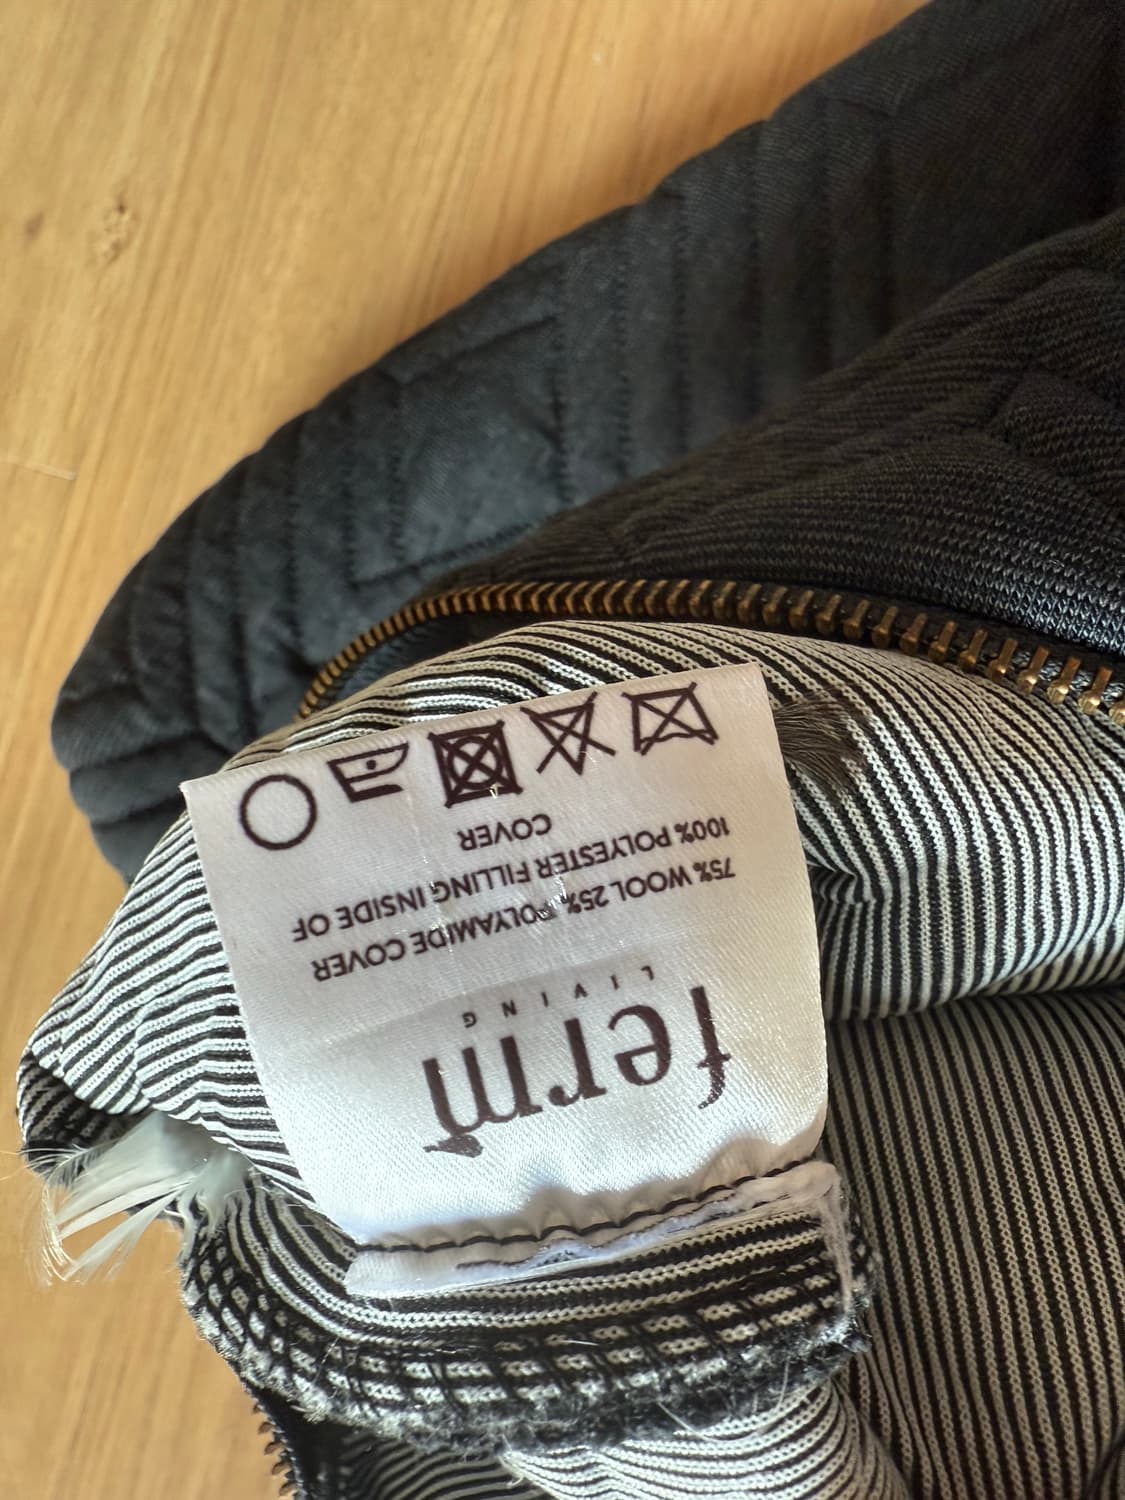 ferm
LIVING
75% WOOL 25% POLYAMIDE COVER
100% POLYESTER FILLING INSIDE OF
COVER